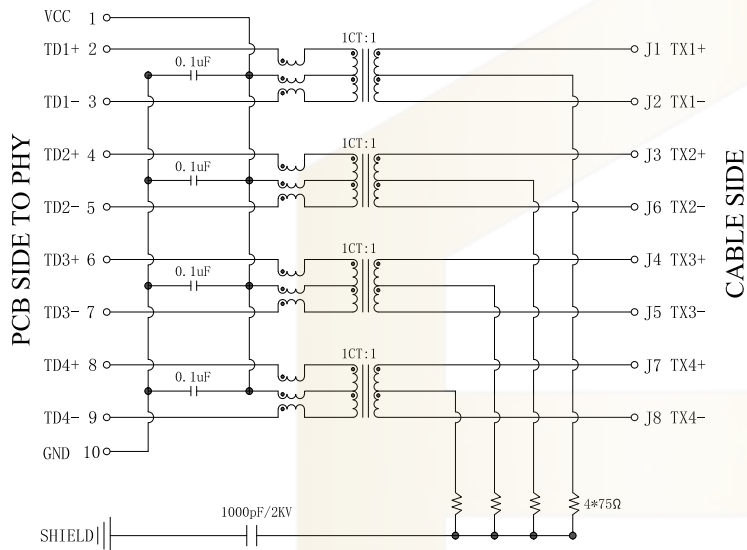 VCC 1
TD1+ 2
1CT:1
J1 TX1+
0.1uF
TD1- 3
J2 TX1-
TD2+ 4
1CT:1
J3 TX2+
0.1uF
TD2- 5
J6 TX2-
PCB SIDE TO PHY
CABLE SIDE
TD3+ 6
1CT:1
J4 TX3+
0.1uF
TD3- 7
J5 TX3-
TD4+ 8
1CT:1
J7 TX4+
0.1uF
TD4- 9
J8 TX4-
GND 10
4*75Ω
1000pF/2KV
SHIELD